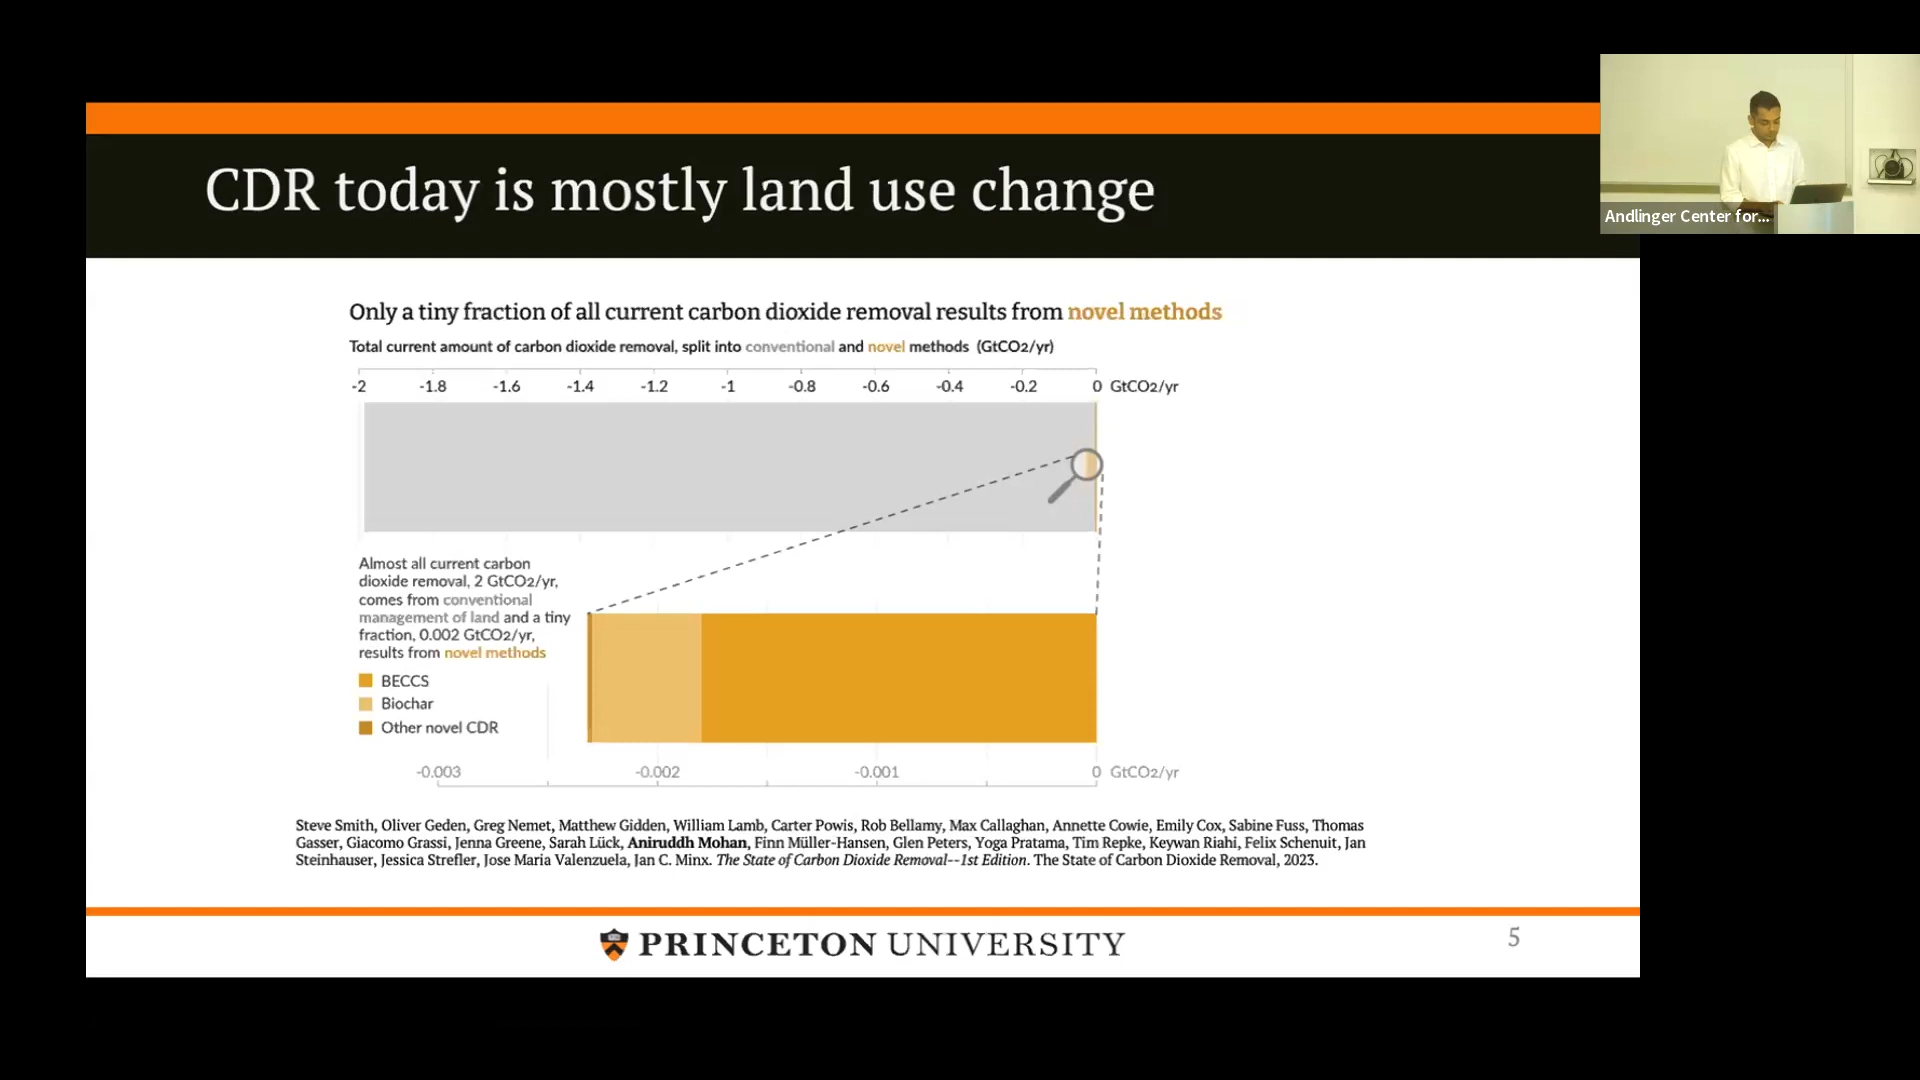 CDR today is mostly land use change
Andlinger Center for...
Only a tiny fraction of all current carbon dioxide removal results from novel methods
Total current amount of carbon dioxide removal, split into conventional and novel methods (GtCO2/yr)
-2 -1.8 -1.6 -1.4 -1.2 -1 -0.8 -0.6 -0.4 -0.2 0 GtCO2/yr
Almost all current carbon
dioxide removal, 2 GtCO2/yr,
comes from conventional
management of land and a tiny
fraction, 0.002 GtCO2/yr,
results from novel methods
BECCS
Biochar
Other novel CDR
-0.003 -0.002 -0.001 0 GtCO2/yr
Steve Smith, Oliver Geden, Greg Nemet, Matthew Gidden, William Lamb, Carter Powis, Rob Bellamy, Max Callaghan, Annette Cowie, Emily Cox, Sabine Fuss, Thomas
Gasser, Giacomo Grassi, Jenna Greene, Sarah Lück, Aniruddh Mohan, Finn Müller-Hansen, Glen Peters, Yoga Pratama, Tim Repke, Keywan Riahi, Felix Schenuit, Jan
Steinhauser, Jessica Strefler, Jose Maria Valenzuela, Jan C. Minx. The State of Carbon Dioxide Removal--1st Edition. The State of Carbon Dioxide Removal, 2023.
PRINCETON UNIVERSITY
5